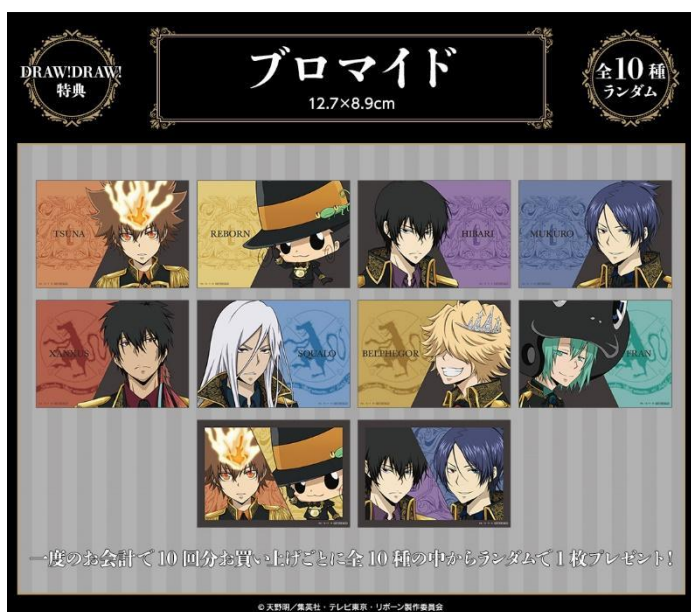 DRAW!DRAW!
特典
ブロマイド
12.7×8.9cm
全10種
ランダム
TSUNA
REBORN
HIBARI
MUKURO
XANXUS
SQUALO
BELPHEGOR
FRAN
一度のお会計で10回分お買い上げごとに全10種の中からランダムで1枚プレゼント!
©天野明／集英社・テレビ東京・リボーン製作委員会